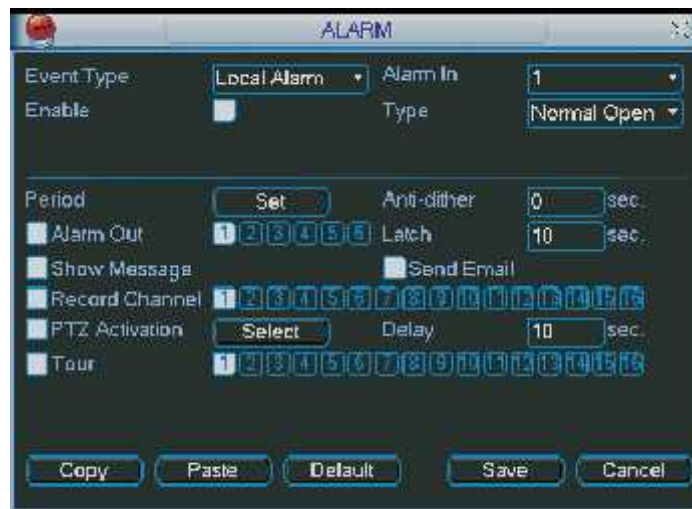 ALARM
Event Type Local Alarm Alarm In 1
Enable Type Normal Open
Period Set Anti-dither 0 sec.
Alarm Out 1 2 3 4 5 6 Latch 10 sec.
Show Message Send Email
Record Channel 1 2 3 4 5 6 7 8 9 10 11 12 13 14 15 16
PTZ Activation Select Delay 10 sec.
Tour 1 2 3 4 5 6 7 8 9 10 11 12 13 14 15 16
Copy Paste Default Save Cancel